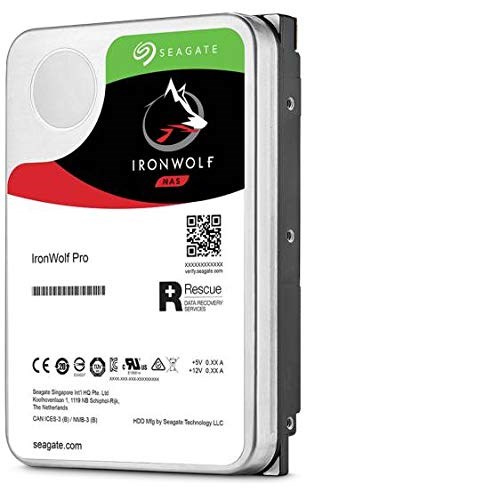 SEAGATE
IRONWOLF
NAS
XXXXXXXXXXXX
verify.seagate.com
IronWolf Pro
R Rescue
DATA RECOVERY
SERVICES
+5V 0.XX A
+12V 0.XX A
Seagate Singapore Int'l HQ Pte. Ltd
Koolhovenlaan 1, 1119 NB Schiphol-Rijk,
The Netherlands
CAN ICES-3 (B) / NMB-3 (B)
HDD Mfg by Seagate Technology LLC
seagate.com